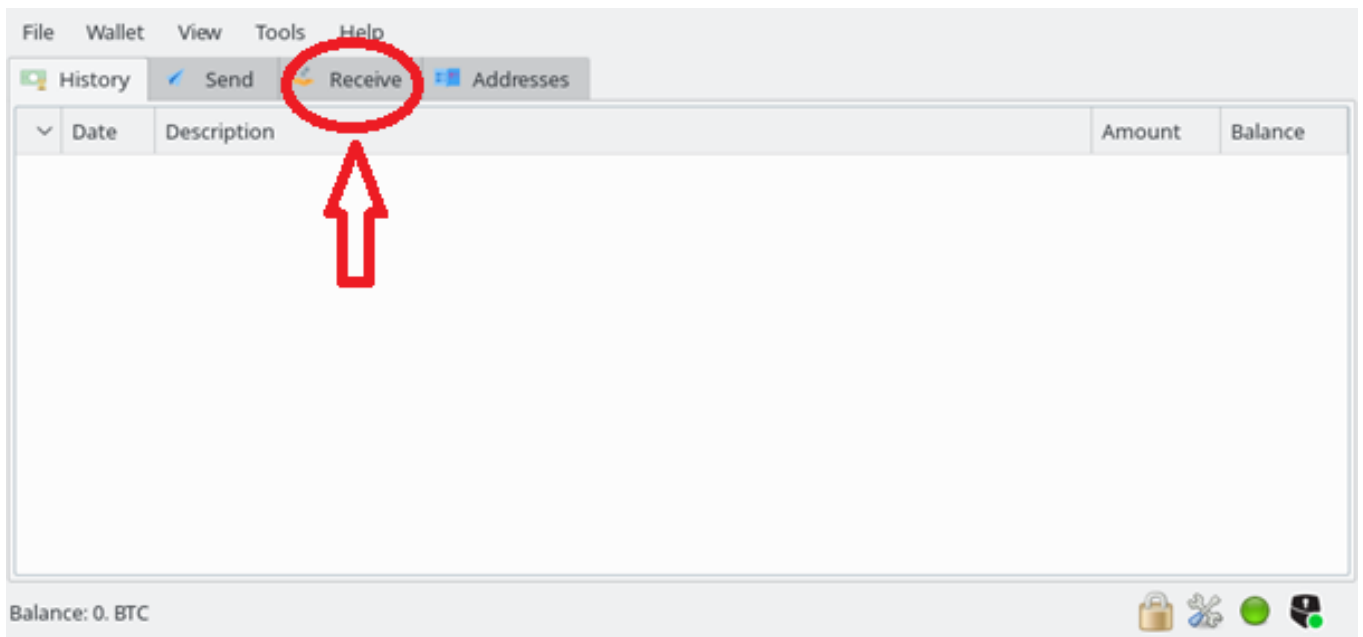 File Wallet View Tools Help
History Send Receive Addresses
Date Description Amount Balance
Balance: 0. BTC